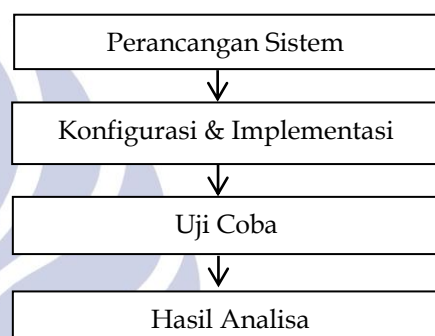 Perancangan Sistem
Konfigurasi & Implementasi
Uji Coba
Hasil Analisa